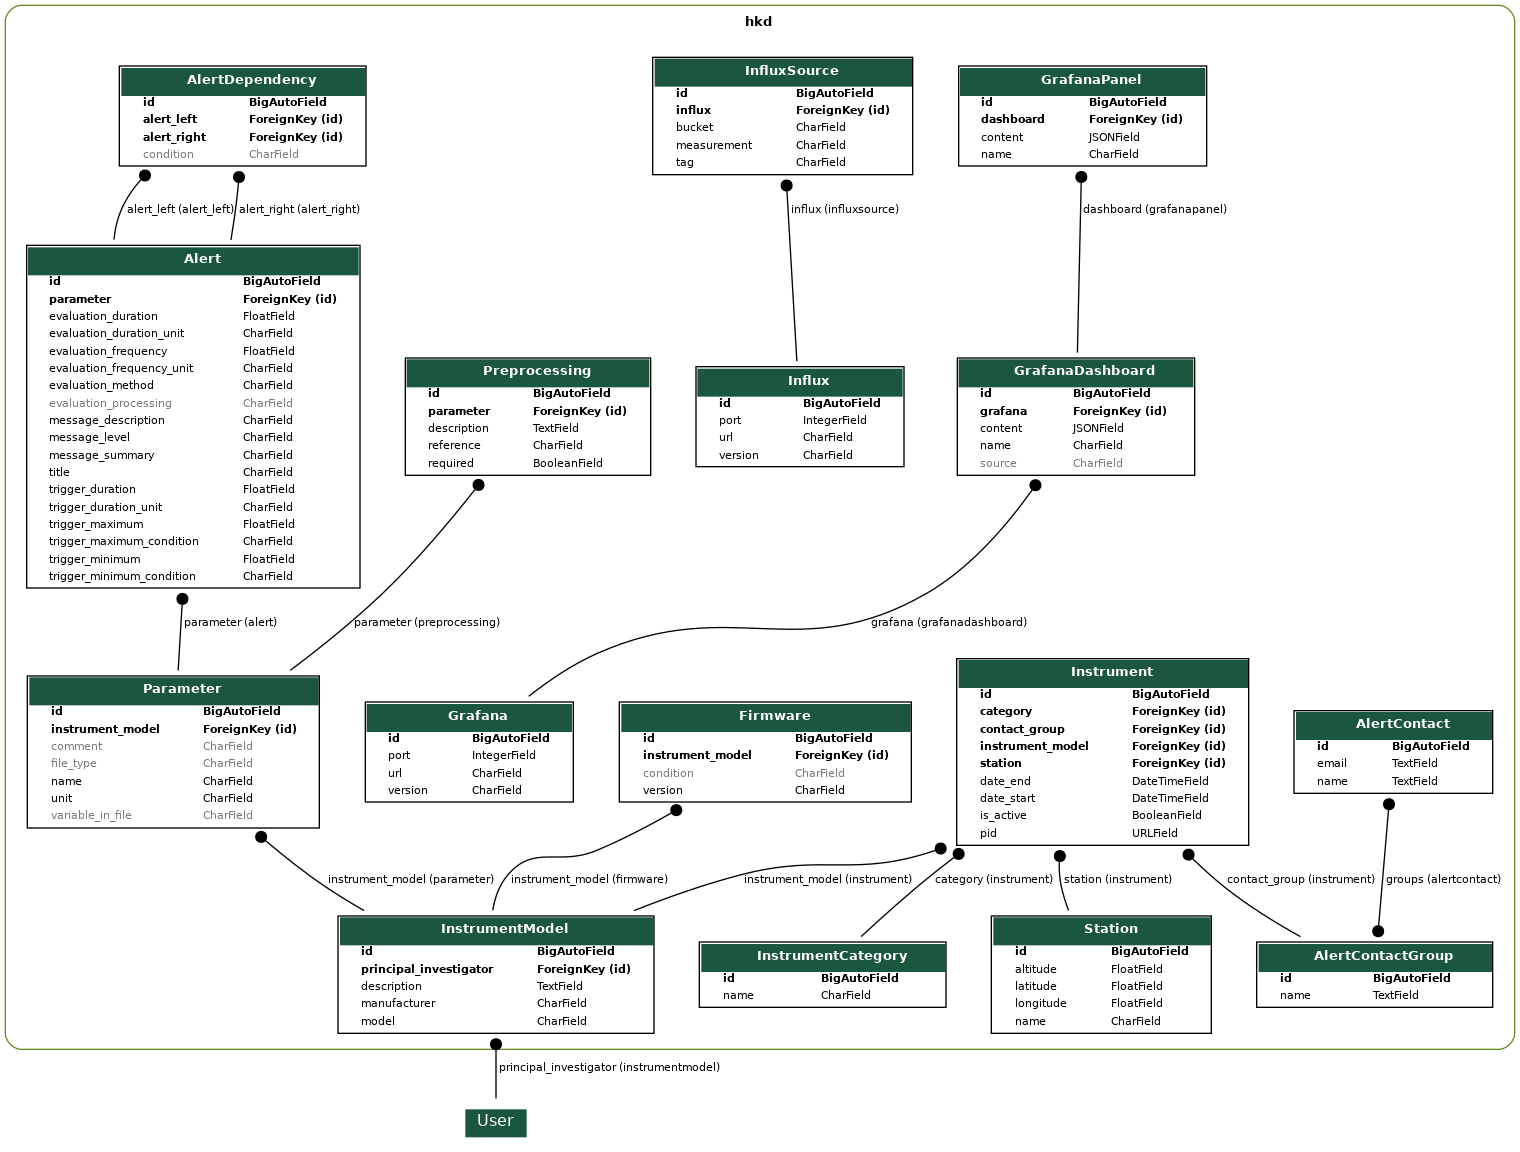 hkd
AlertDependency
id BigAutoField
alert_left ForeignKey (id)
alert_right ForeignKey (id)
condition CharField
InfluxSource
id BigAutoField
influx ForeignKey (id)
bucket CharField
measurement CharField
tag CharField
GrafanaPanel
id BigAutoField
dashboard ForeignKey (id)
content JSONField
name CharField
alert_left (alert_left)
alert_right (alert_right)
influx (influxsource)
dashboard (grafanapanel)
Alert
id BigAutoField
parameter ForeignKey (id)
evaluation_duration FloatField
evaluation_duration_unit CharField
evaluation_frequency FloatField
evaluation_frequency_unit CharField
evaluation_method CharField
evaluation_processing CharField
message_description CharField
message_level CharField
message_summary CharField
title CharField
trigger_duration FloatField
trigger_duration_unit CharField
trigger_maximum FloatField
trigger_maximum_condition CharField
trigger_minimum FloatField
trigger_minimum_condition CharField
Preprocessing
id BigAutoField
parameter ForeignKey (id)
description TextField
reference CharField
required BooleanField
Influx
id BigAutoField
port IntegerField
url CharField
version CharField
GrafanaDashboard
id BigAutoField
grafana ForeignKey (id)
content JSONField
name CharField
source CharField
parameter (alert)
parameter (preprocessing)
grafana (grafanadashboard)
Parameter
id BigAutoField
instrument_model ForeignKey (id)
comment CharField
file_type CharField
name CharField
unit CharField
variable_in_file CharField
Grafana
id BigAutoField
port IntegerField
url CharField
version CharField
Firmware
id BigAutoField
instrument_model ForeignKey (id)
condition CharField
version CharField
Instrument
id BigAutoField
category ForeignKey (id)
contact_group ForeignKey (id)
instrument_model ForeignKey (id)
station ForeignKey (id)
date_end DateTimeField
date_start DateTimeField
is_active BooleanField
pid URLField
AlertContact
id BigAutoField
email TextField
name TextField
instrument_model (parameter)
instrument_model (firmware)
instrument_model (instrument)
category (instrument)
station (instrument)
contact_group (instrument)
groups (alertcontact)
InstrumentModel
id BigAutoField
principal_investigator ForeignKey (id)
description TextField
manufacturer CharField
model CharField
InstrumentCategory
id BigAutoField
name CharField
Station
id BigAutoField
altitude FloatField
latitude FloatField
longitude FloatField
name CharField
AlertContactGroup
id BigAutoField
name TextField
principal_investigator (instrumentmodel)
User